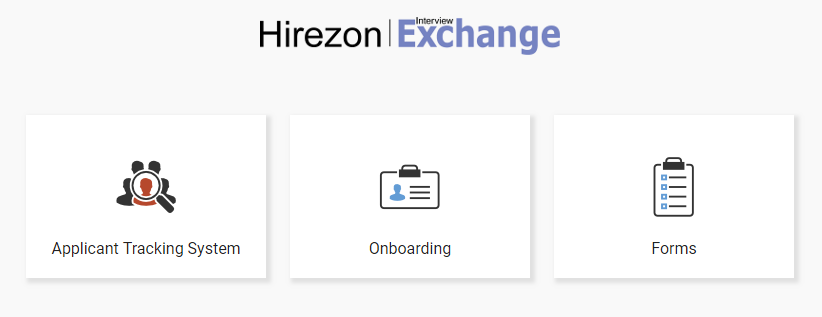 Hirezon | Interview Exchange
Applicant Tracking System
Onboarding
Forms